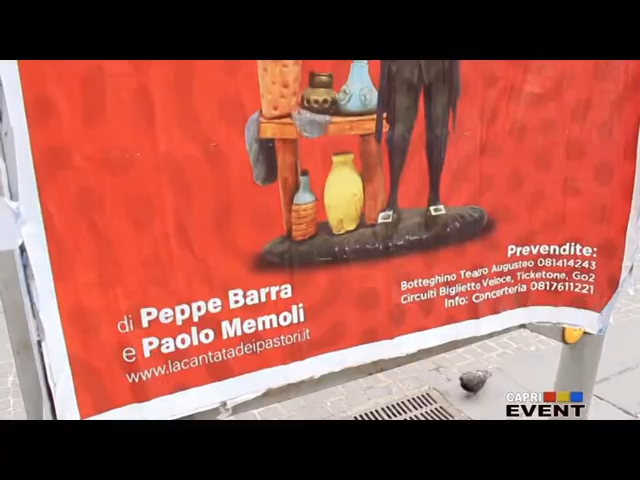 di Peppe Barra
e Paolo Memoli
www.lacantatadeipastori.it
Prevendite:
Botteghino Teatro Augusteo 081414243
Circuiti Biglietto Veloce, Ticketone, Go2
Info: Concerteria 0817611221
CAPRI
EVENT